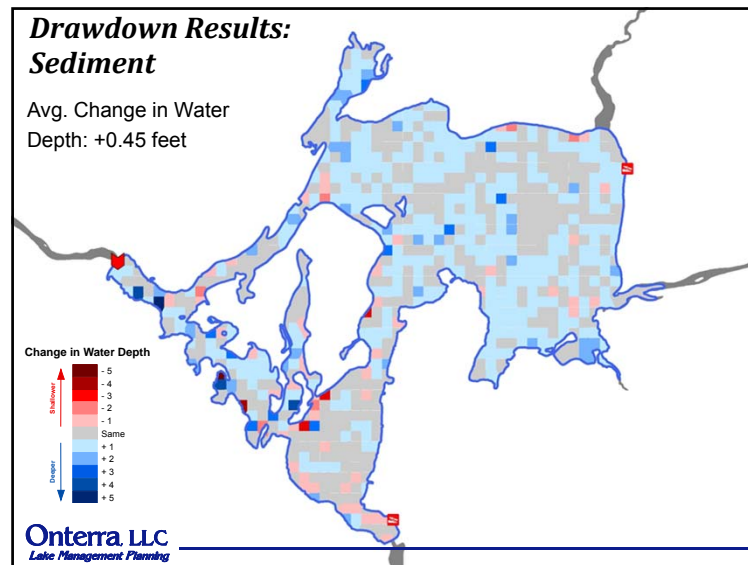 Drawdown Results:
Sediment
Avg. Change in Water
Depth: +0.45 feet
Change in Water Depth
Shallower
Deeper
- 5
- 4
- 3
- 2
- 1
Same
+ 1
+ 2
+ 3
+ 4
+ 5
Onterra, LLC
Lake Management Planning